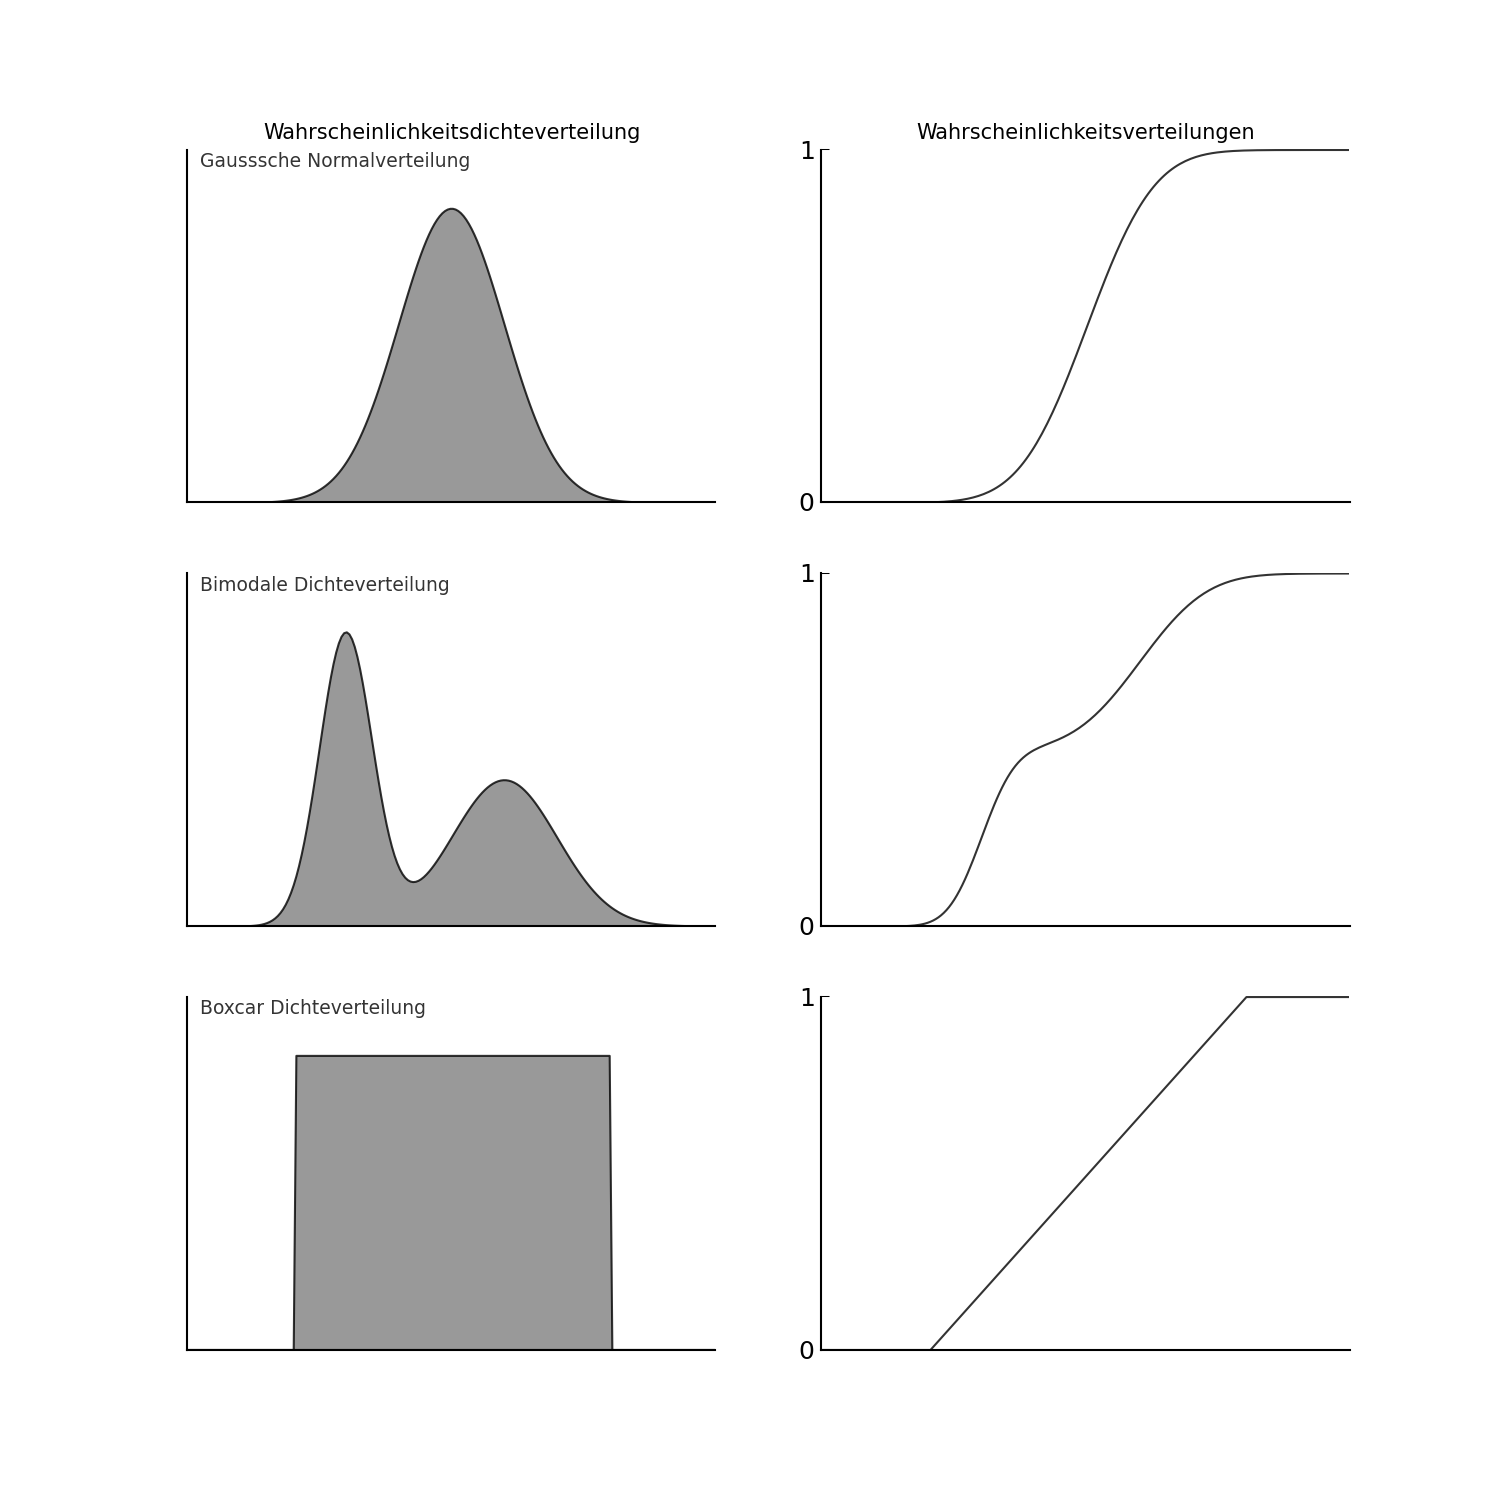 Wahrscheinlichkeitsdichteverteilung
Wahrscheinlichkeitsverteilungen
Gausssche Normalverteilung
1
0
Bimodale Dichteverteilung
1
0
Boxcar Dichteverteilung
1
0